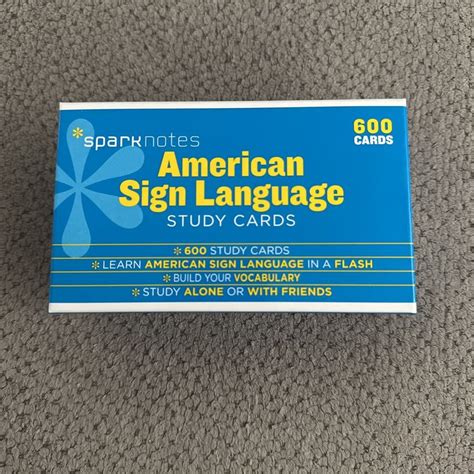 *sparknotes
600
CARDS
American
Sign Language
STUDY CARDS
* 600 STUDY CARDS
* LEARN AMERICAN SIGN LANGUAGE IN A FLASH
* BUILD YOUR VOCABULARY
* STUDY ALONE OR WITH FRIENDS